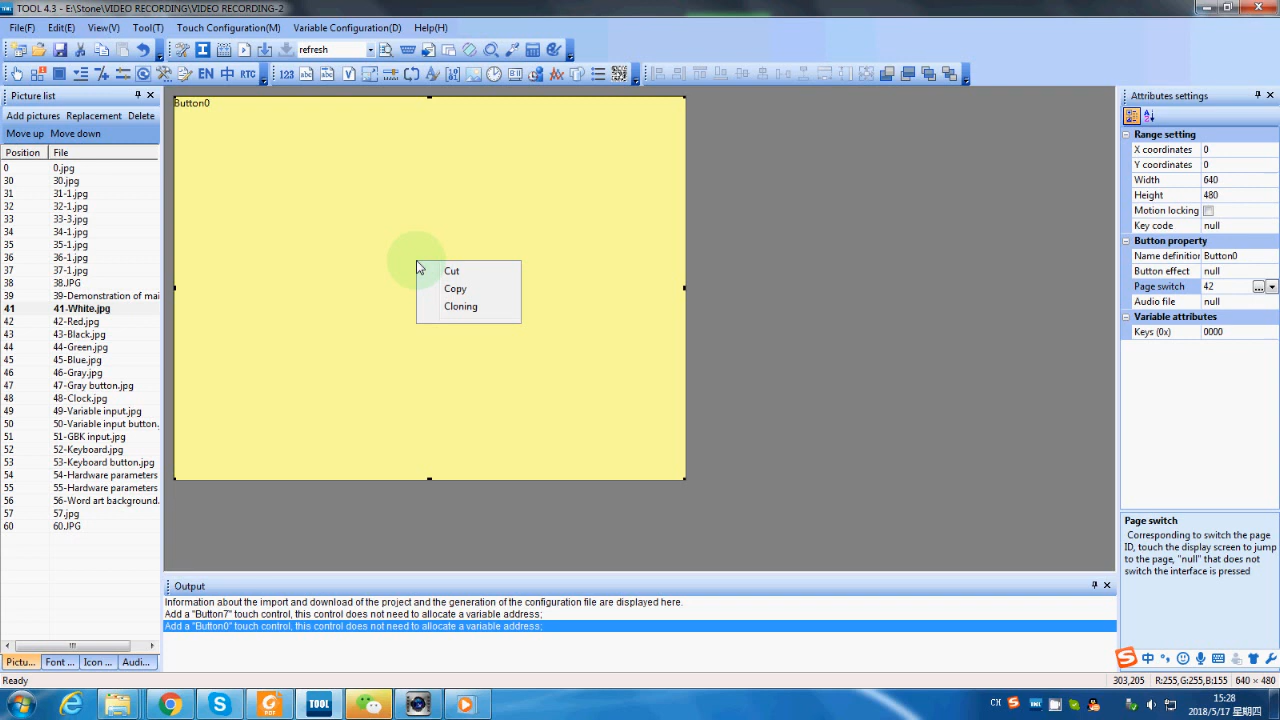 TOOL 4.3 - E:\Stone\VIDEO RECORDING\VIDEO RECORDING-2
File(F) Edit(E) View(V) Tool(T) Touch Configuration(M) Variable Configuration(D) Help(H)
refresh
EN 中 RTC 123
Picture list
Add pictures Replacement Delete
Move up Move down
Position File
0 0.jpg
30 30.jpg
31 31-1.jpg
32 32-1.jpg
33 33-3.jpg
34 34-1.jpg
35 35-1.jpg
36 36-1.jpg
37 37-1.jpg
38 38.JPG
39 39-Demonstration of mai
41 41-White.jpg
42 42-Red.jpg
43 43-Black.jpg
44 44-Green.jpg
45 45-Blue.jpg
46 46-Gray.jpg
47 47-Gray button.jpg
48 48-Clock.jpg
49 49-Variable input.jpg
50 50-Variable input button.
51 51-GBK input.jpg
52 52-Keyboard.jpg
53 53-Keyboard button.jpg
54 54-Hardware parameters
55 55-Hardware parameters
56 56-Word art background.
57 57.jpg
60 60.JPG
Pictu... Font ... Icon ... Audi...
Button0
Cut
Copy
Cloning
Output
Information about the import and download of the project and the generation of the configuration file are displayed here.
Add a "Button7" touch control, this control does not need to allocate a variable address;
Add a "Button0" touch control, this control does not need to allocate a variable address;
Attributes settings
Range setting
X coordinates 0
Y coordinates 0
Width 640
Height 480
Motion locking
Key code null
Button property
Name definition Button0
Button effect null
Page switch 42 ...
Audio file null
Variable attributes
Keys (0x) 0000
Page switch
Corresponding to switch the page
ID, touch the display screen to jump
to the page, "null" that does not
switch the interface is pressed
中
Ready
303,205 R:255,G:255,B:155 640 × 480
PDF TOOL
CH
15:28
2018/5/17 星期四